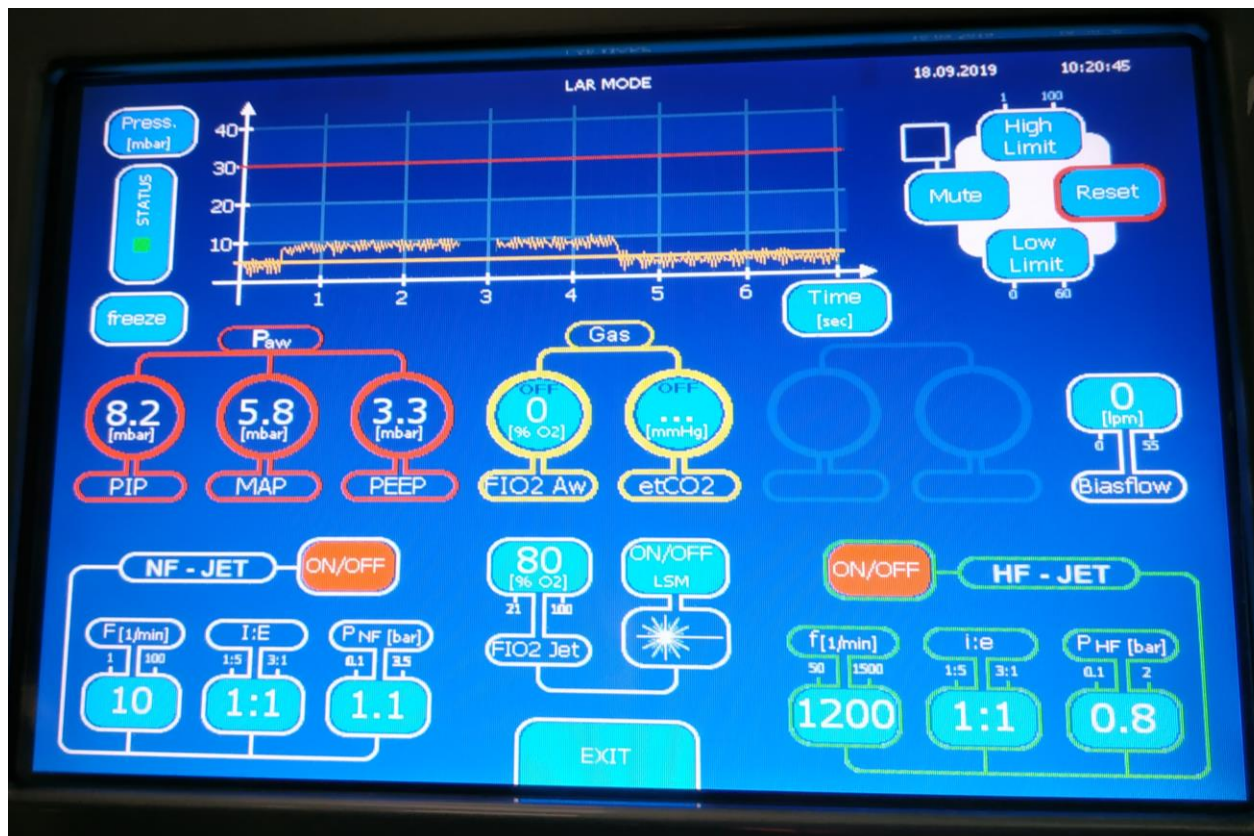 LAR MODE
18.09.2019
10:20:45
Press.
[mbar]
STATUS
freeze
40
30
20
10
1
2
3
4
5
6
Time
[sec]
1
100
High
Limit
Mute
Reset
Low
Limit
0
60
Paw
8.2
[mbar]
PIP
5.8
[mbar]
MAP
3.3
[mbar]
PEEP
Gas
OFF
0
[% O2]
FIO2 Aw
OFF
...
[mmHg]
etCO2
0
[lpm]
0
55
Biasflow
NF - JET
ON/OFF
F[1/min]
1
100
10
I:E
1:5
3:1
1:1
P NF [bar]
0.1
3.5
1.1
80
[% O2]
21
100
FIO2 Jet
ON/OFF
LSM
EXIT
ON/OFF
HF - JET
f[1/min]
50
1500
1200
i:e
1:5
3:1
1:1
P HF [bar]
0.1
2
0.8